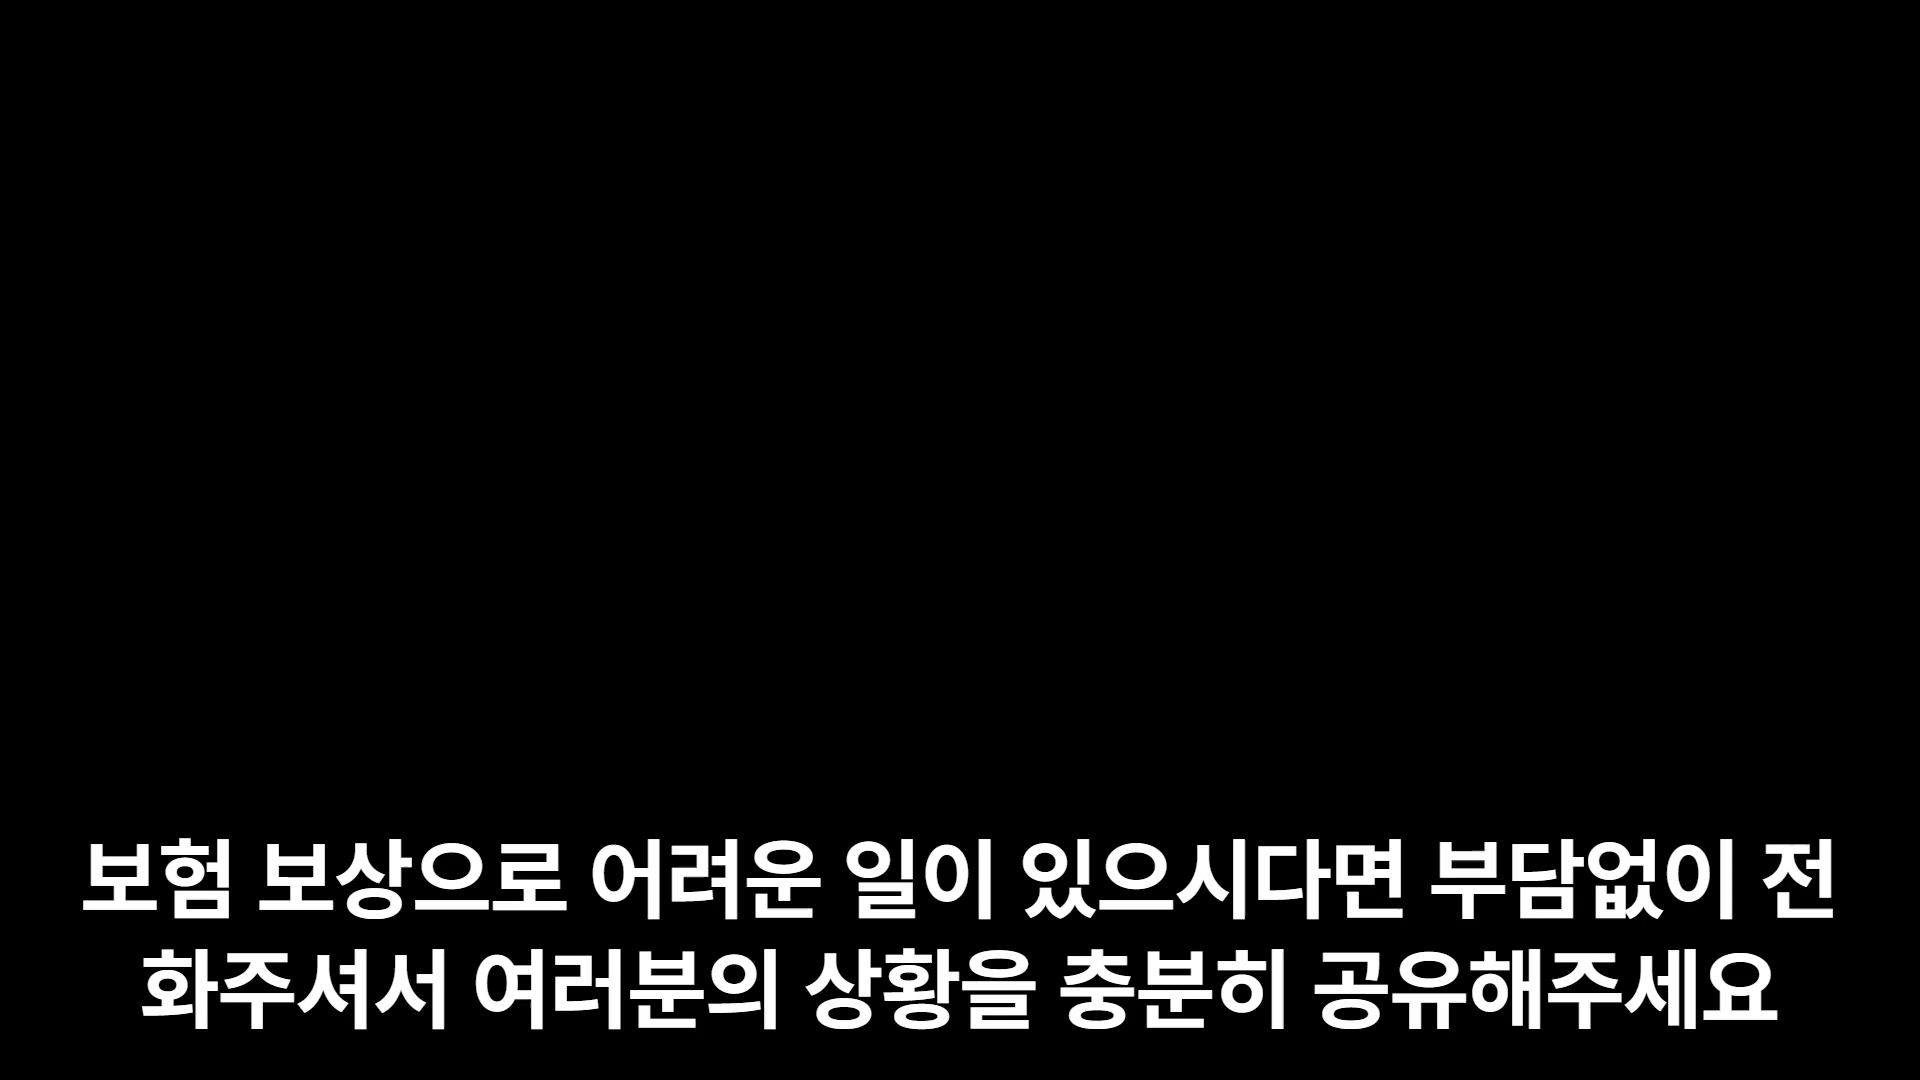 보험 보상으로 어려운 일이 있으시다면 부담없이 전
화주셔서 여러분의 상황을 충분히 공유해주세요